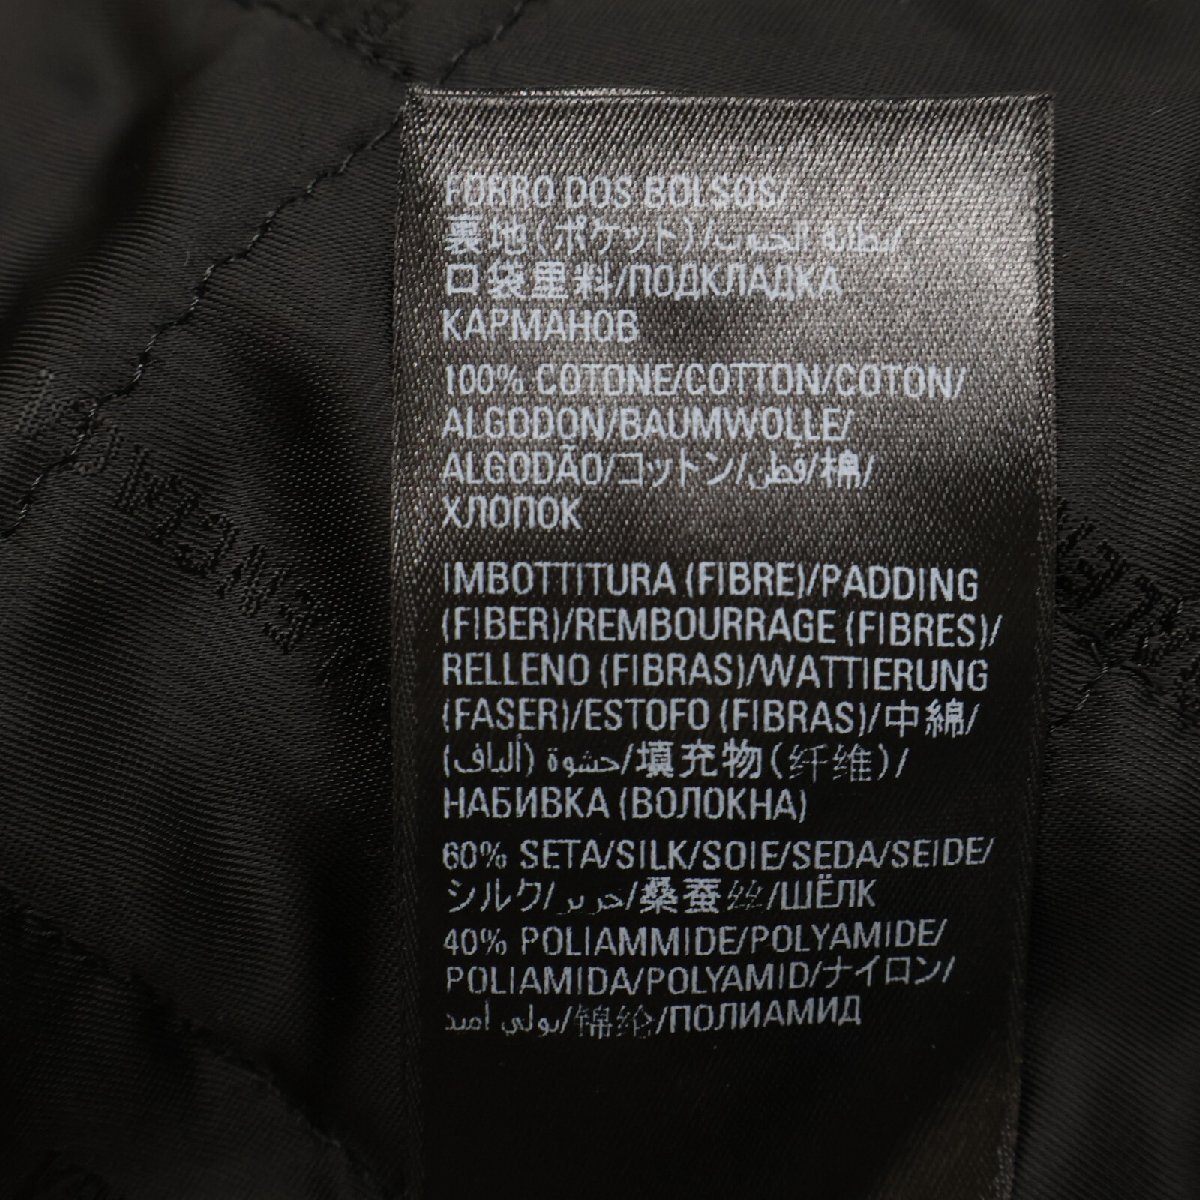 FORRO DOS BOLSOS/
裏地(ポケット)/بطانة الجيوب/
口袋里料/ПОДКЛАДКА
КАРМАНОВ
100% COTONE/COTTON/COTON/
ALGODON/BAUMWOLLE/
ALGODÃO/コットン/قطن/棉/
ХЛОПОК
IMBOTTITURA (FIBRE)/PADDING
(FIBER)/REMBOURRAGE (FIBRES)/
RELLENO (FIBRAS)/WATTIERUNG
(FASER)/ESTOFO (FIBRAS)/中綿/
حشوة (ألياف)/填充物(纤维)/
НАБИВКА (ВОЛОКНА)
60% SETA/SILK/SOIE/SEDA/SEIDE/
シルク/حرير/桑蚕丝/ШЁЛК
40% POLIAMMIDE/POLYAMIDE/
POLIAMIDA/POLYAMID/ナイロン/
بولي أميد/锦纶/ПОЛИАМИД